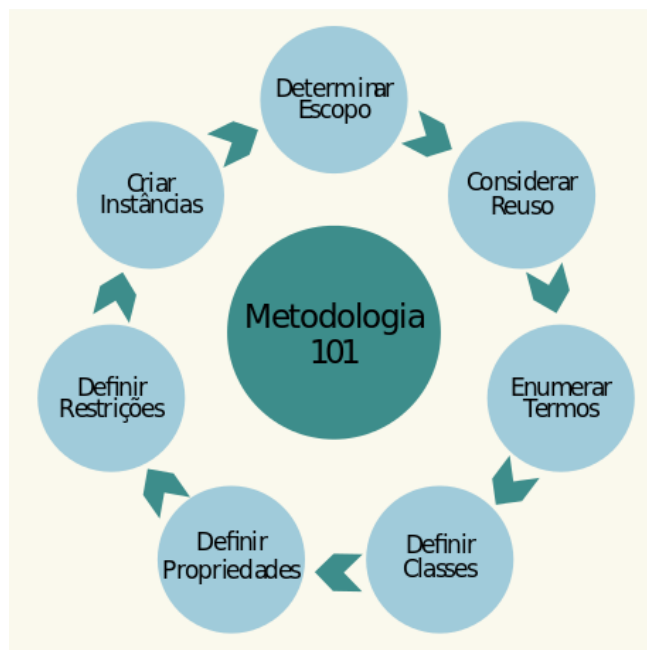 Determinar
Escopo
Considerar
Reuso
Enumerar
Termos
Definir
Classes
Definir
Propriedades
Definir
Restrições
Criar
Instâncias
Metodologia
101